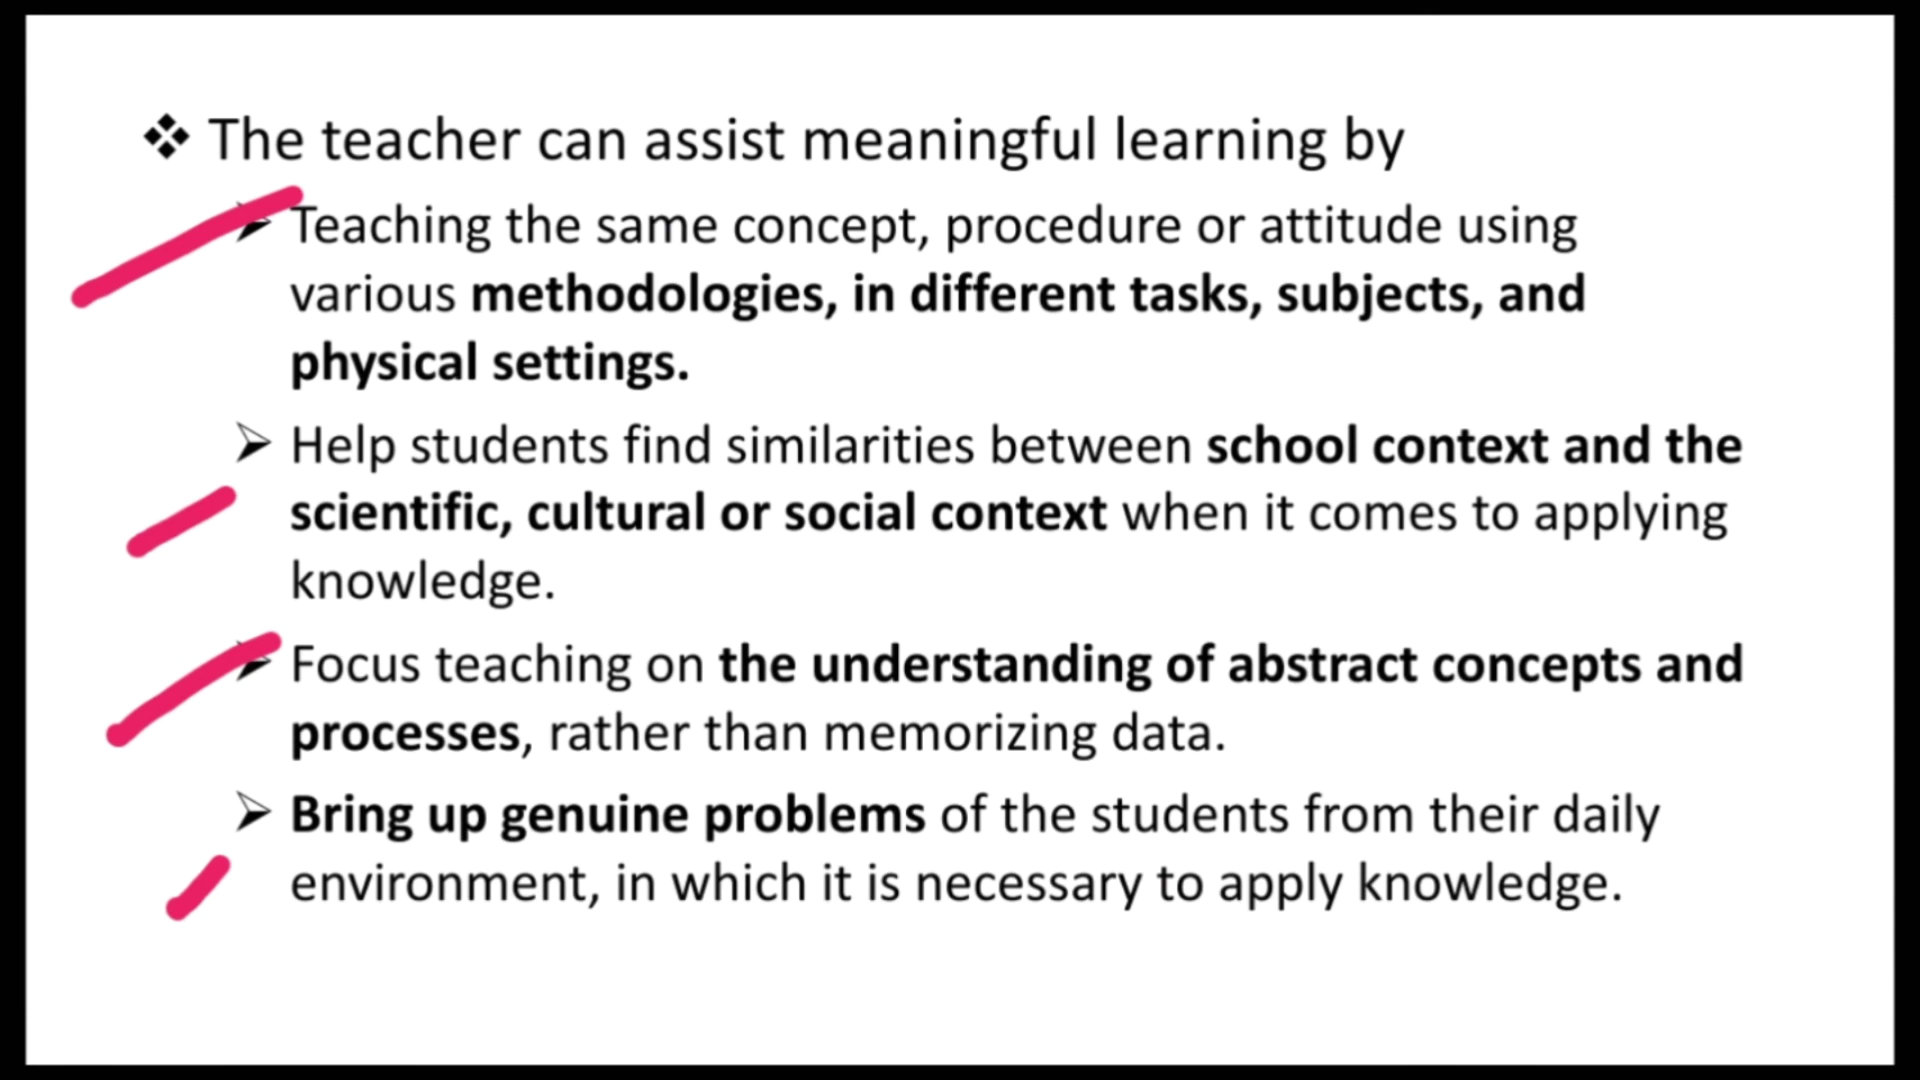 ❖ The teacher can assist meaningful learning by
➢ Teaching the same concept, procedure or attitude using
various methodologies, in different tasks, subjects, and
physical settings.
➢ Help students find similarities between school context and the
scientific, cultural or social context when it comes to applying
knowledge.
➢ Focus teaching on the understanding of abstract concepts and
processes, rather than memorizing data.
➢ Bring up genuine problems of the students from their daily
environment, in which it is necessary to apply knowledge.